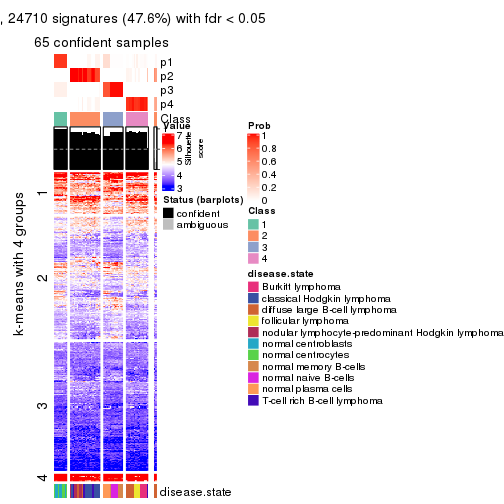 , 24710 signatures (47.6%) with fdr < 0.05
65 confident samples
p1
p2
p3
p4
Class
Silhouette
score
1
2
3
4
k-means with 4 groups
disease.state
Value
7
6
5
4
3
Status (barplots)
confident
ambiguous
Prob
1
0.8
0.6
0.4
0.2
0
Class
1
2
3
4
disease.state
Burkitt lymphoma
classical Hodgkin lymphoma
diffuse large B-cell lymphoma
follicular lymphoma
nodular lymphocyte-predominant Hodgkin lymphoma
normal centroblasts
normal centrocytes
normal memory B-cells
normal naive B-cells
normal plasma cells
T-cell rich B-cell lymphoma